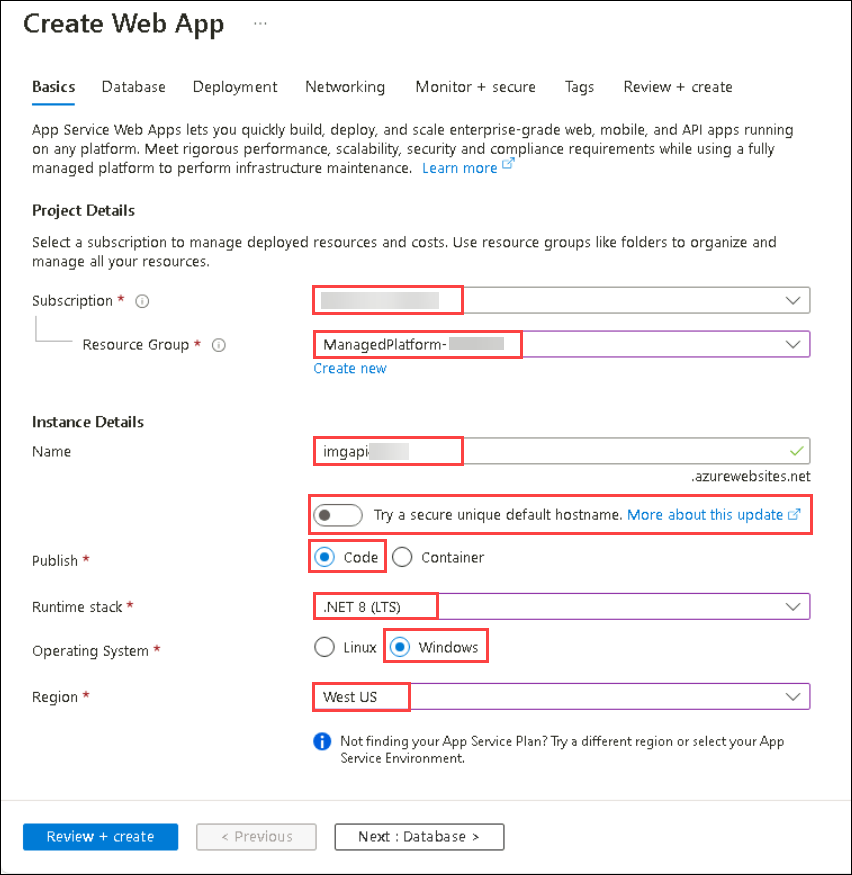 Create Web App ...
Basics Database Deployment Networking Monitor + secure Tags Review + create
App Service Web Apps lets you quickly build, deploy, and scale enterprise-grade web, mobile, and API apps running
on any platform. Meet rigorous performance, scalability, security and compliance requirements while using a fully
managed platform to perform infrastructure maintenance. Learn more
Project Details
Select a subscription to manage deployed resources and costs. Use resource groups like folders to organize and
manage all your resources.
Subscription *
Resource Group * ManagedPlatform-
Create new
Instance Details
Name imgapi
.azurewebsites.net
Try a secure unique default hostname. More about this update
Publish * Code Container
Runtime stack * .NET 8 (LTS)
Operating System * Linux Windows
Region * West US
Not finding your App Service Plan? Try a different region or select your App
Service Environment.
Review + create < Previous Next : Database >